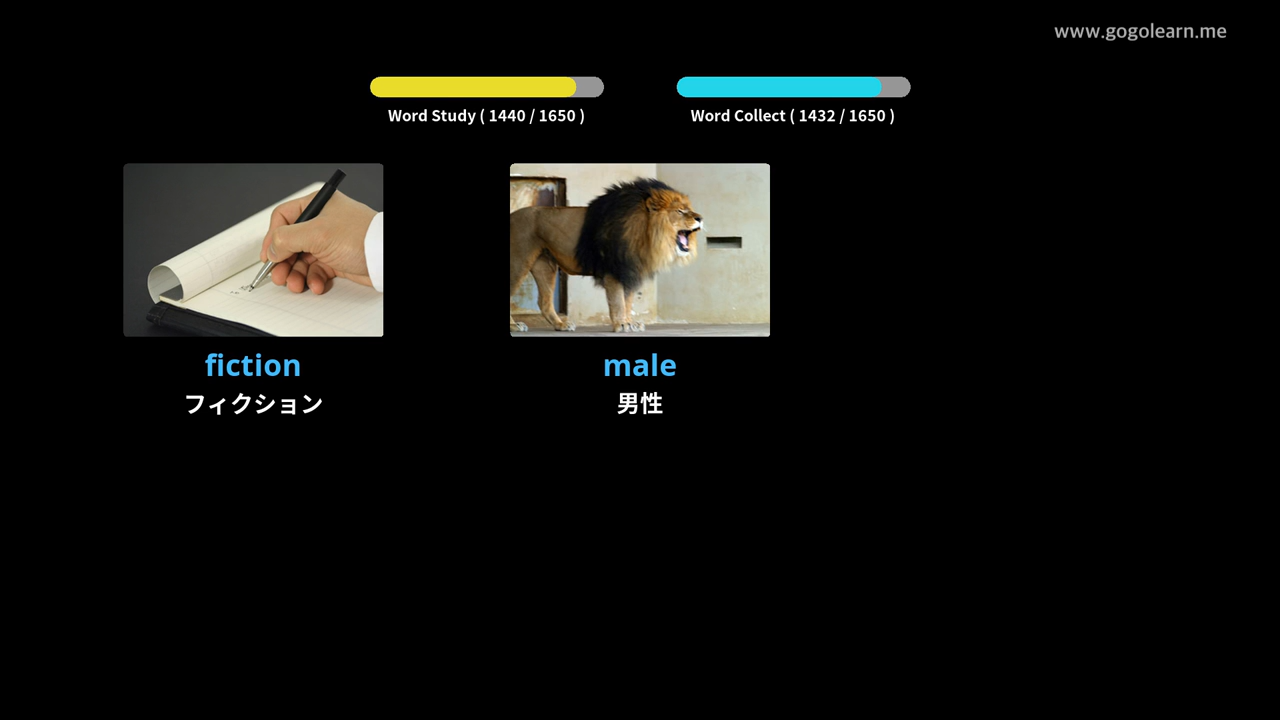 www.gogolearn.me
Word Study ( 1440 / 1650 )
Word Collect ( 1432 / 1650 )
fiction
フィクション
male
男性